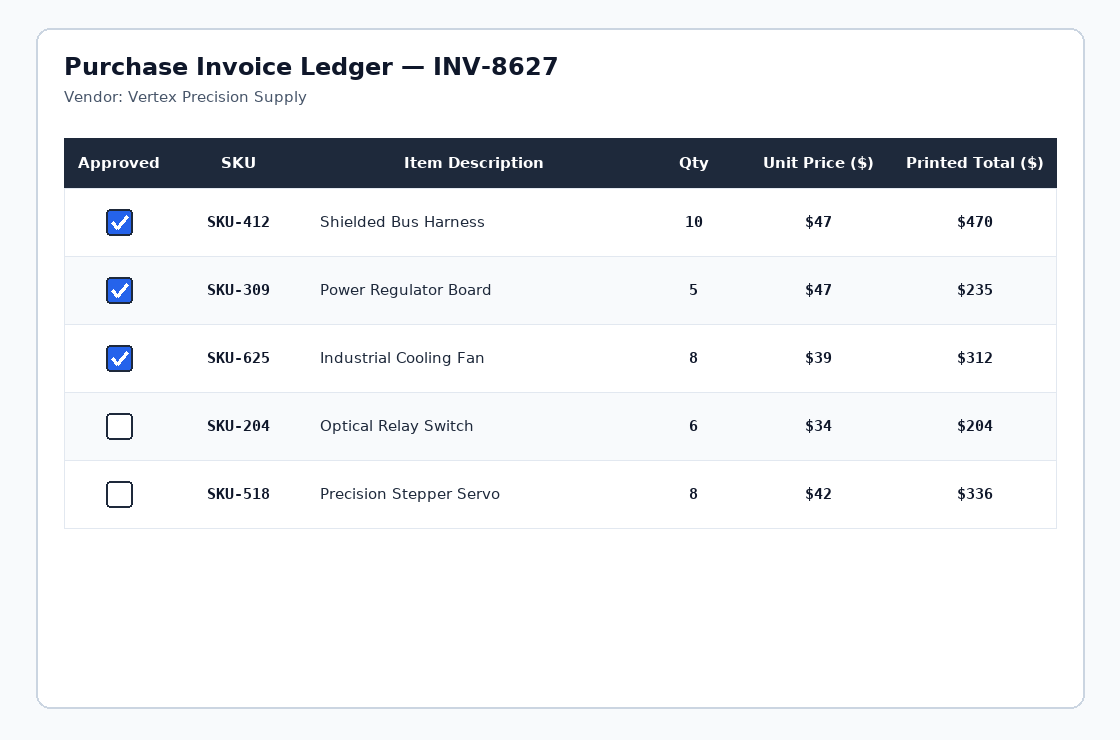 Purchase Invoice Ledger — INV-8627
Vendor: Vertex Precision Supply
Approved SKU Item Description Qty Unit Price ($) Printed Total ($)
SKU-412 Shielded Bus Harness 10 $47 $470
SKU-309 Power Regulator Board 5 $47 $235
SKU-625 Industrial Cooling Fan 8 $39 $312
SKU-204 Optical Relay Switch 6 $34 $204
SKU-518 Precision Stepper Servo 8 $42 $336